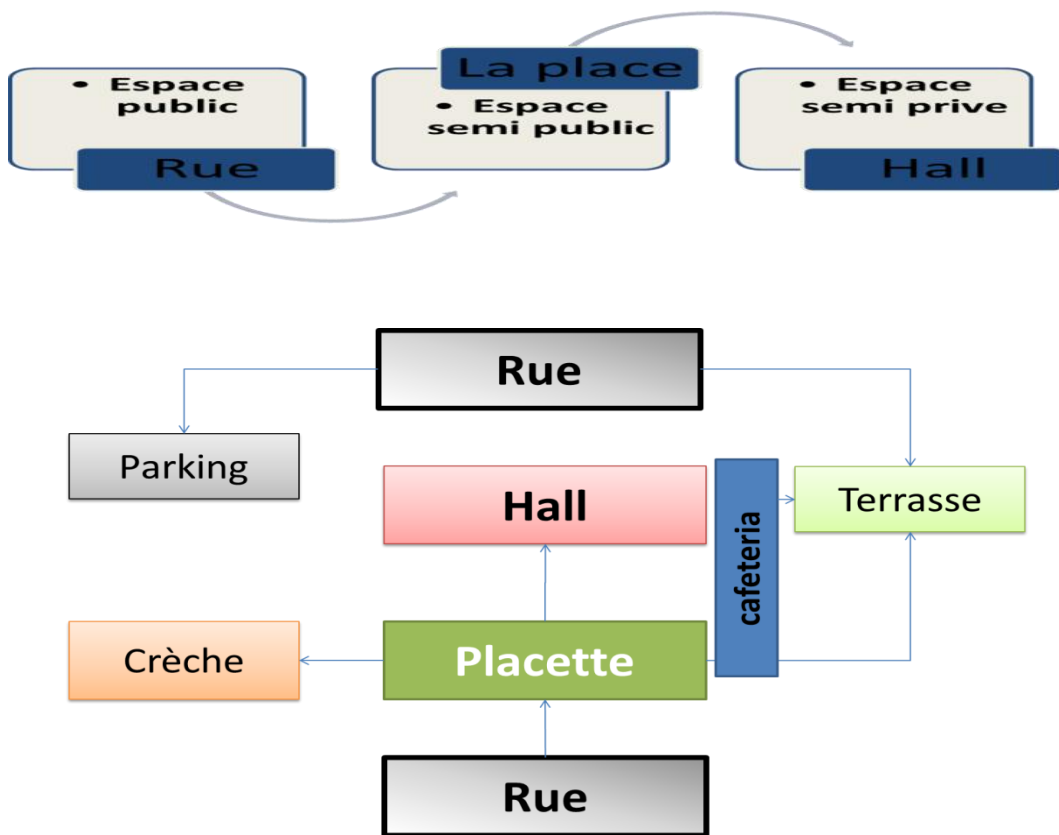 • Espace
public
Rue
La place
• Espace
semi public
• Espace
semi prive
Hall
Rue
Parking
Hall
cafeteria
Terrasse
Crèche
Placette
Rue